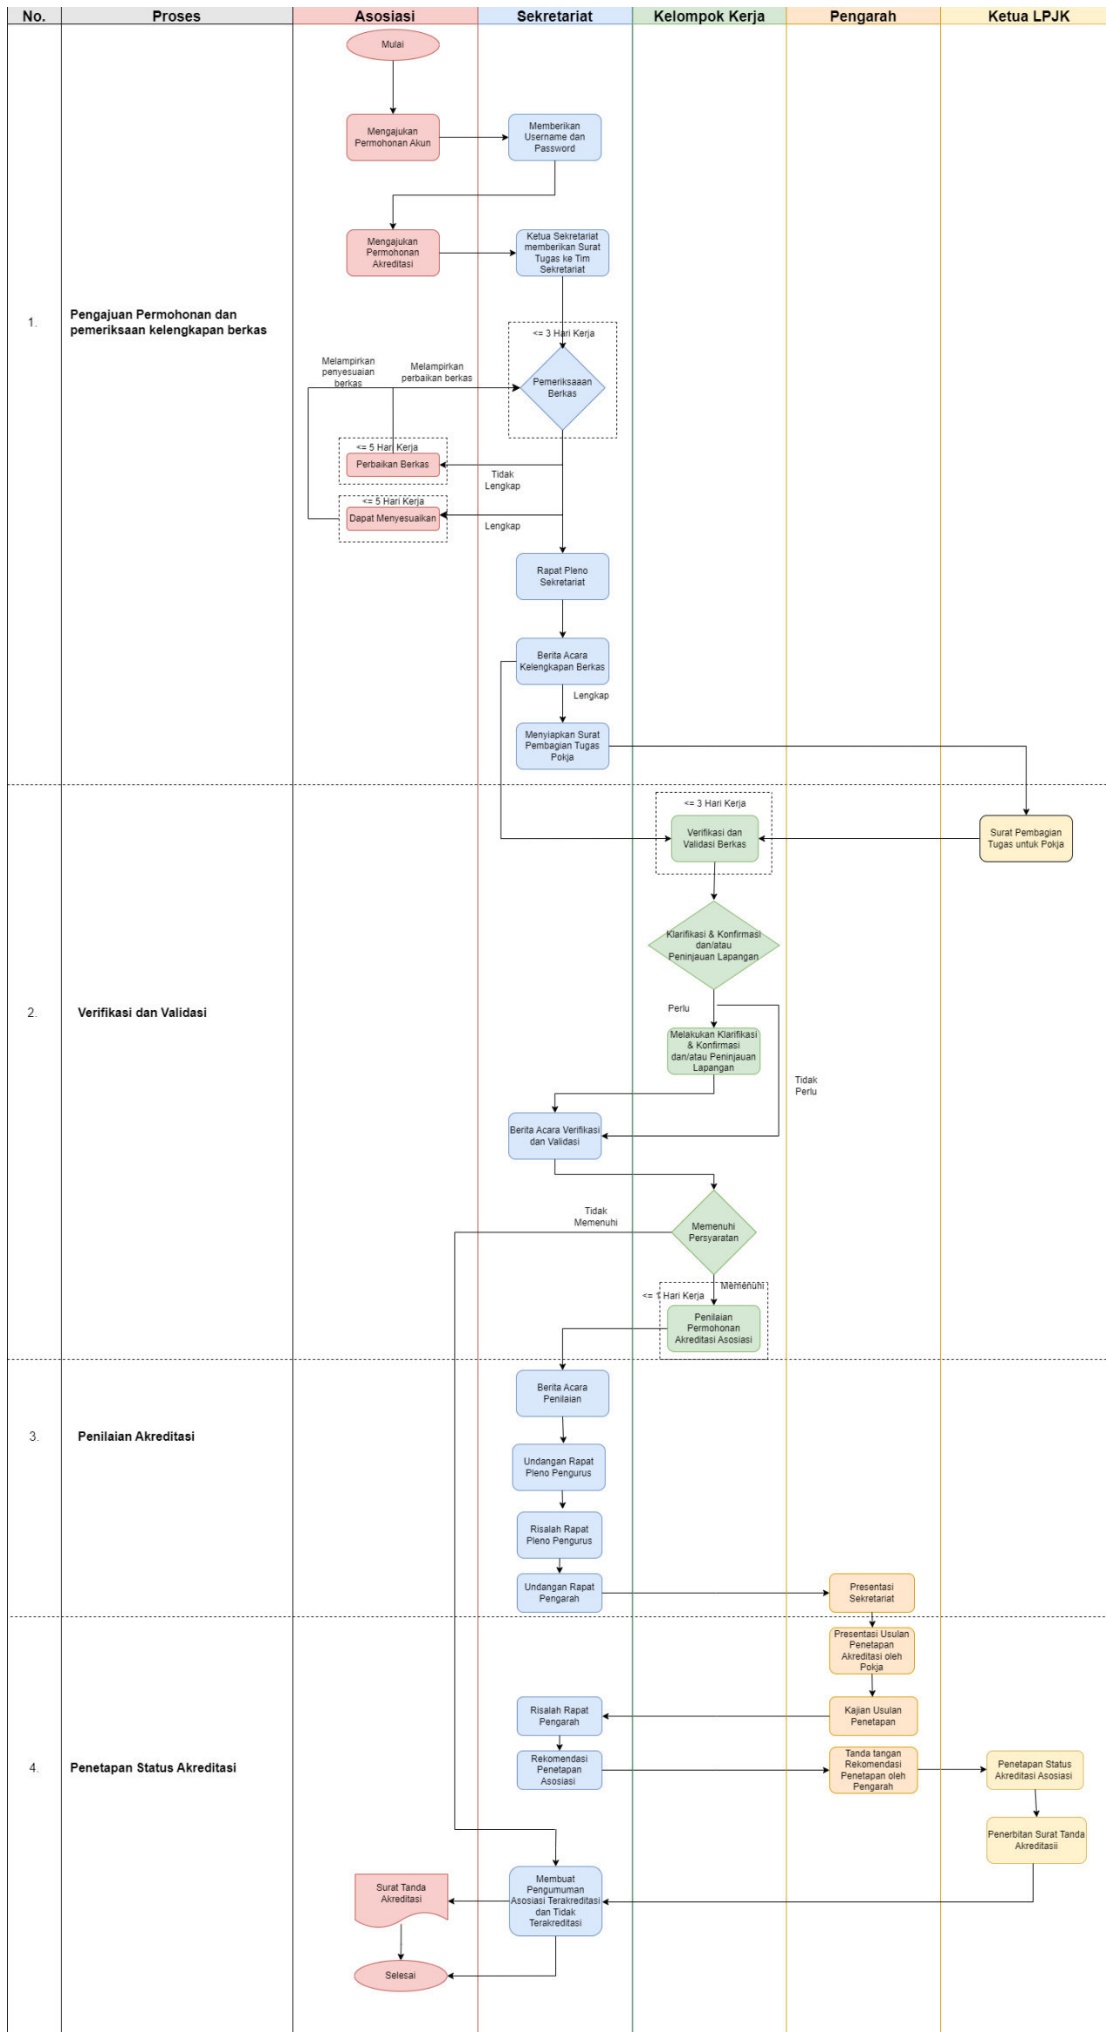 No.
Proses
Asosiasi
Sekretariat
Kelompok Kerja
Pengarah
Ketua LPJK
Mulai
Mengajukan
Permohonan Akun
Memberikan
Username dan
Password
Mengajukan
Permohonan
Akreditasi
Ketua Sekretariat
memberikan Surat
Tugas ke Tim
Sekretariat
1.
Pengajuan Permohonan dan
pemeriksaan kelengkapan berkas
<= 3 Hari Kerja
Pemeriksaaan
Berkas
Melampirkan
penyesuaian
berkas
Melampirkan
perbaikan berkas
<= 5 Hari Kerja
Perbaikan Berkas
Tidak
Lengkap
<= 5 Hari Kerja
Dapat Menyesuaikan
Lengkap
Rapat Pleno
Sekretariat
Berita Acara
Kelengkapan Berkas
Lengkap
Menyiapkan Surat
Pembagian Tugas
Pokja
<= 3 Hari Kerja
Verifikasi dan
Validasi Berkas
Surat Pembagian
Tugas untuk Pokja
Klarifikasi & Konfirmasi
dan/atau
Peninjauan Lapangan
2.
Verifikasi dan Validasi
Perlu
Melakukan Klarifikasi
& Konfirmasi
dan/atau Peninjauan
Lapangan
Tidak
Perlu
Berita Acara Verifikasi
dan Validasi
Tidak
Memenuhi
Memenuhi
Persyaratan
Memenuhi
<= 1 Hari Kerja
Penilaian
Permohonan
Akreditasi Asosiasi
Berita Acara
Penilaian
3.
Penilaian Akreditasi
Undangan Rapat
Pleno Pengurus
Risalah Rapat
Pleno Pengurus
Undangan Rapat
Pengarah
Presentasi
Sekretariat
Presentasi Usulan
Penetapan
Akreditasi oleh
Pokja
Risalah Rapat
Pengarah
Kajian Usulan
Penetapan
4.
Penetapan Status Akreditasi
Rekomendasi
Penetapan
Asosiasi
Tanda tangan
Rekomendasi
Penetapan oleh
Pengarah
Penetapan Status
Akreditasi Asosiasi
Penerbitan Surat Tanda
Akreditasii
Surat Tanda
Akreditasi
Membuat
Pengumuman
Asosiasi Terakreditasi
dan Tidak
Terakreditasi
Selesai